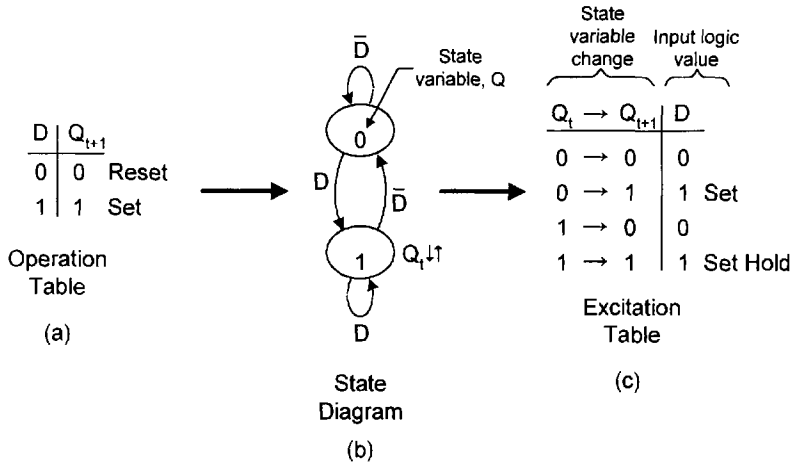 D Q_{t+1}
0 0 Reset
1 1 Set
Operation
Table
(a)
D̅
State
variable, Q
0
D
D̅
1
Q_t↓↑
D
State
Diagram
(b)
State
variable
change
Input logic
value
Q_t → Q_{t+1} D
0 → 0 0
0 → 1 1 Set
1 → 0 0
1 → 1 1 Set Hold
Excitation
Table
(c)